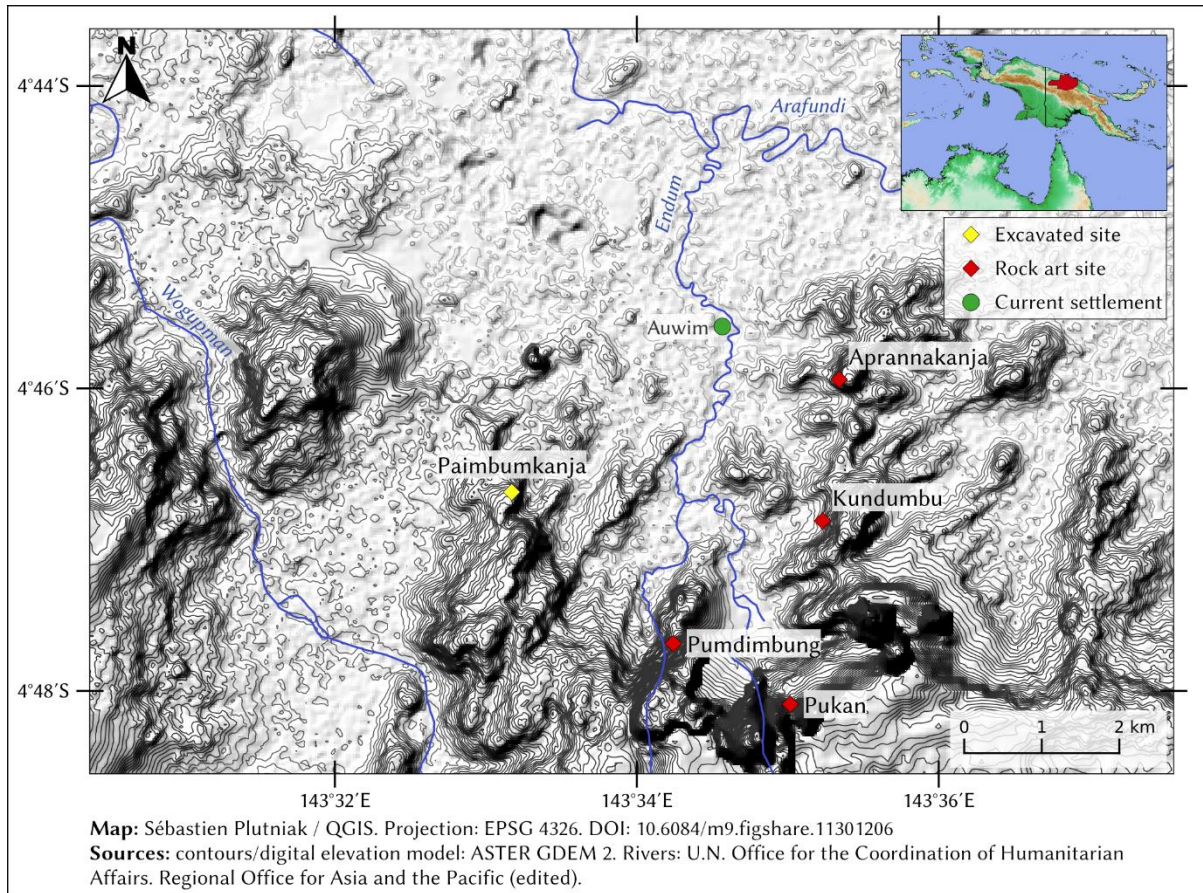 N
4°44′S
4°46′S
4°48′S
143°32′E
143°34′E
143°36′E
Arafundi
Endum
Wogupman
Excavated site
Rock art site
Current settlement
Auwim
Aprannakanja
Paimbumkanja
Kundumbu
Pumdimbung
Pukan
0 1 2 km
Map: Sébastien Plutniak / QGIS. Projection: EPSG 4326. DOI: 10.6084/m9.figshare.11301206
Sources: contours/digital elevation model: ASTER GDEM 2. Rivers: U.N. Office for the Coordination of Humanitarian
Affairs. Regional Office for Asia and the Pacific (edited).